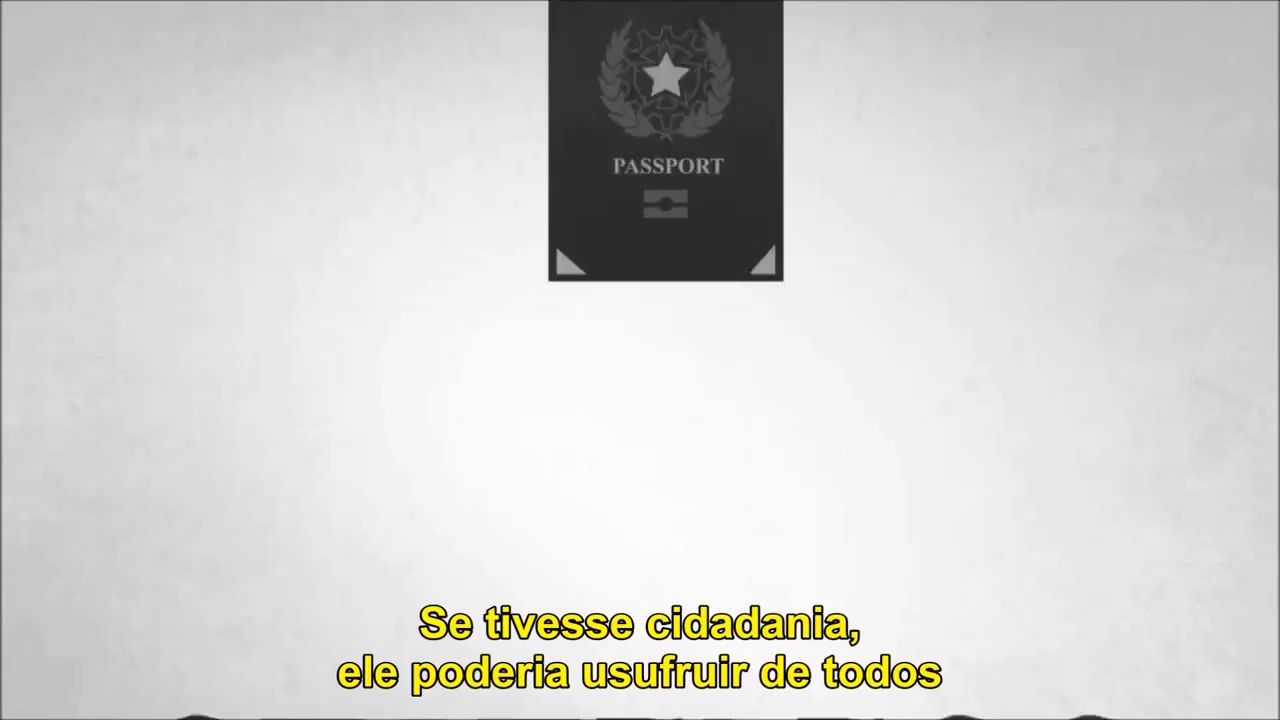 PASSPORT
Se tivesse cidadania,
ele poderia usufruir de todos